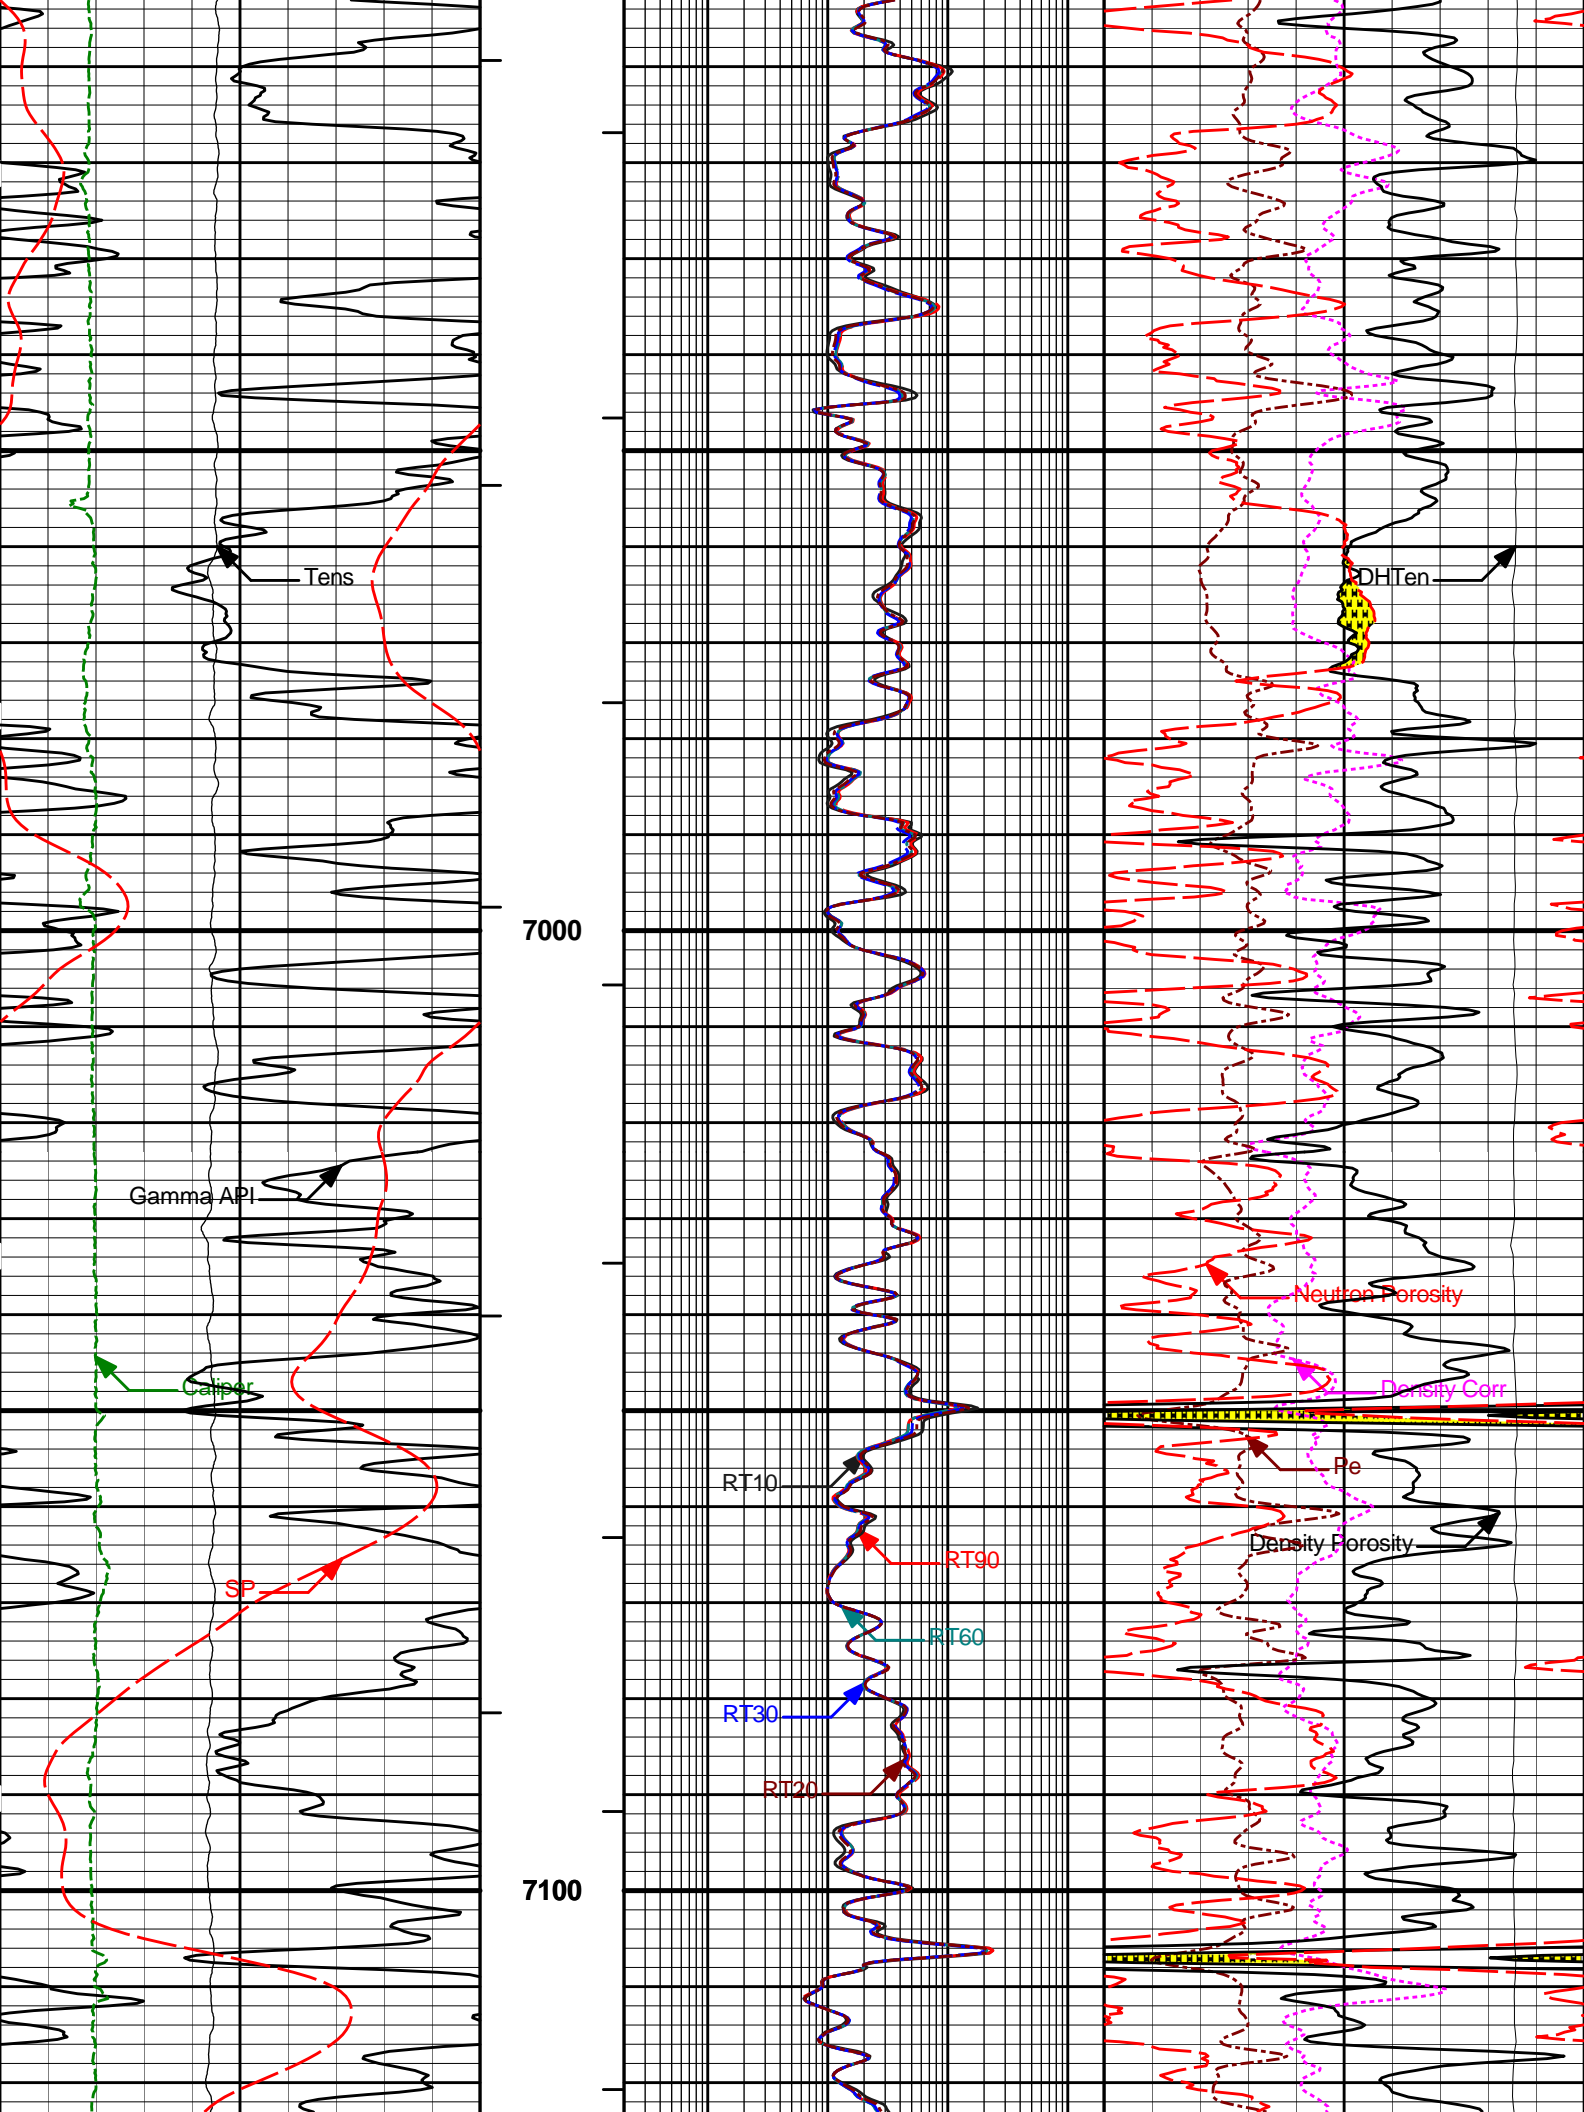 Tens
DHTen
7000
Gamma API
Neutron Porosity
Caliper
Density Corr
Pe
RT10
Density Porosity
RT90
SP
RT60
RT30
RT20
7100